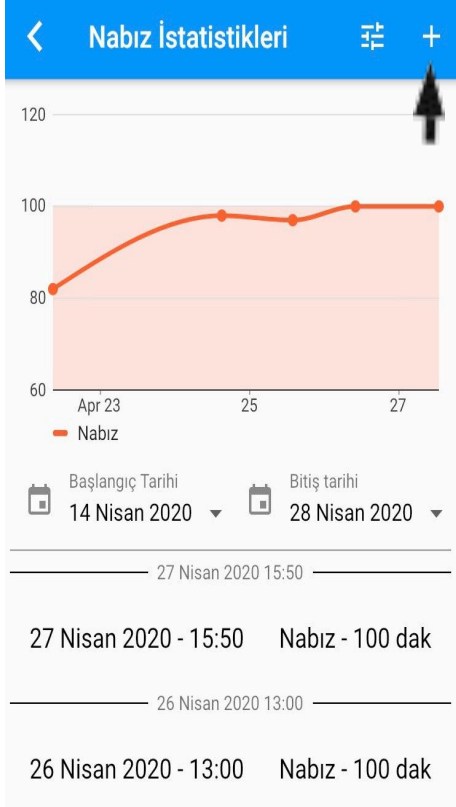 Nabız İstatistikleri
120
100
80
60
Apr 23 25 27
Nabız
Başlangıç Tarihi Bitiş tarihi
14 Nisan 2020 28 Nisan 2020
27 Nisan 2020 15:50
27 Nisan 2020 - 15:50 Nabız - 100 dak
26 Nisan 2020 13:00
26 Nisan 2020 - 13:00 Nabız - 100 dak